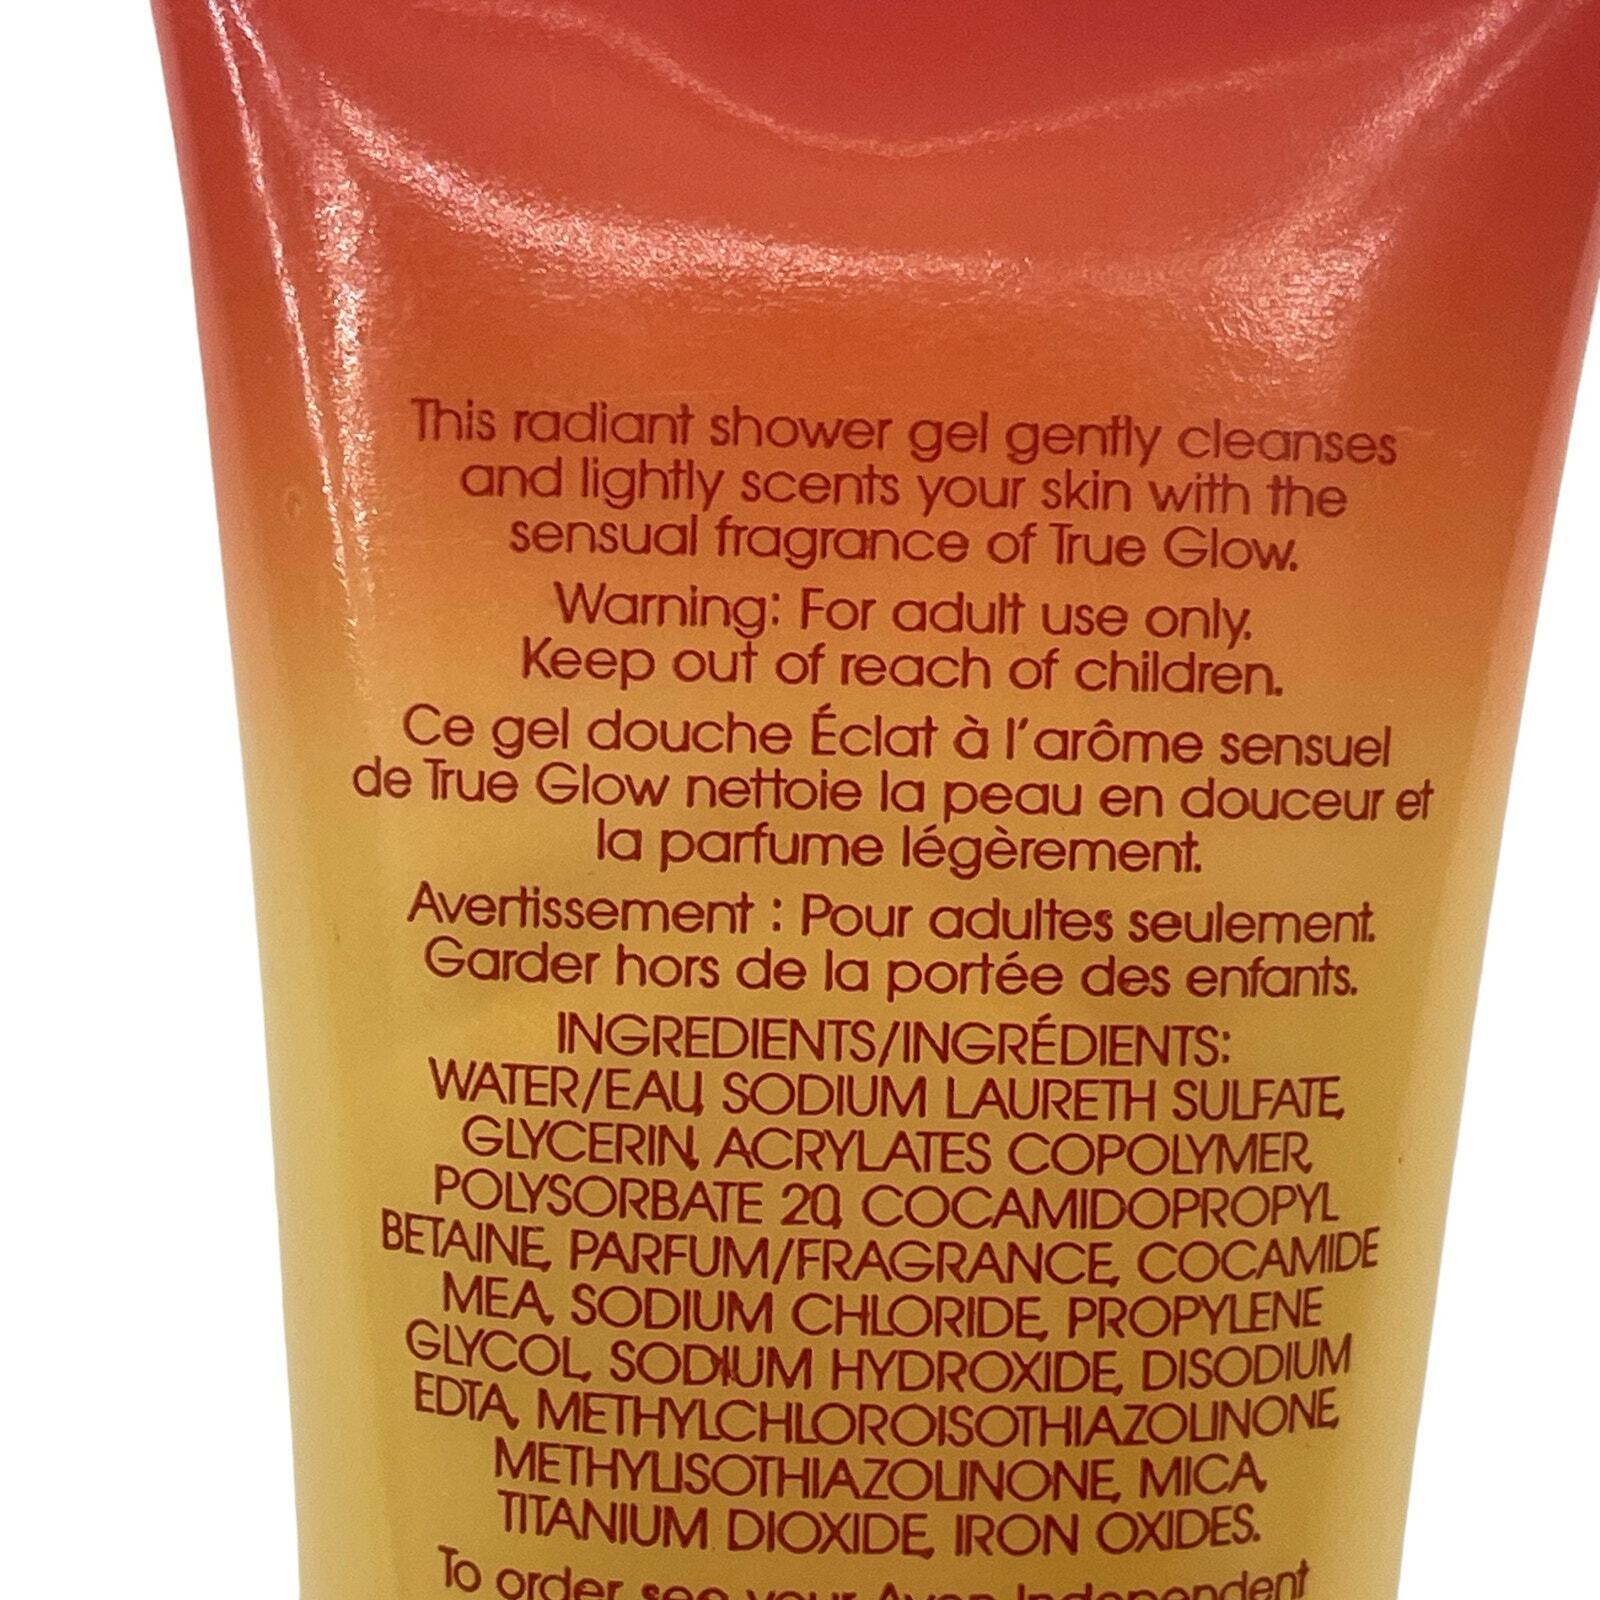 This radiant shower gel gently cleanses
and lightly scents your skin with the
sensual fragrance of True Glow.
Warning: For adult use only.
Keep out of reach of children.
Ce gel douche Éclat à l'arôme sensuel
de True Glow nettoie la peau en douceur et
la parfume légèrement.
Avertissement : Pour adultes seulement.
Garder hors de la portée des enfants.
INGREDIENTS/INGRÉDIENTS:
WATER/EAU, SODIUM LAURETH SULFATE,
GLYCERIN, ACRYLATES COPOLYMER,
POLYSORBATE 20, COCAMIDOPROPYL
BETAINE, PARFUM/FRAGRANCE, COCAMIDE
MEA, SODIUM CHLORIDE, PROPYLENE
GLYCOL, SODIUM HYDROXIDE, DISODIUM
EDTA, METHYLCHLOROISOTHIAZOLINONE,
METHYLISOTHIAZOLINONE, MICA,
TITANIUM DIOXIDE, IRON OXIDES.
To order see your Avon Independent